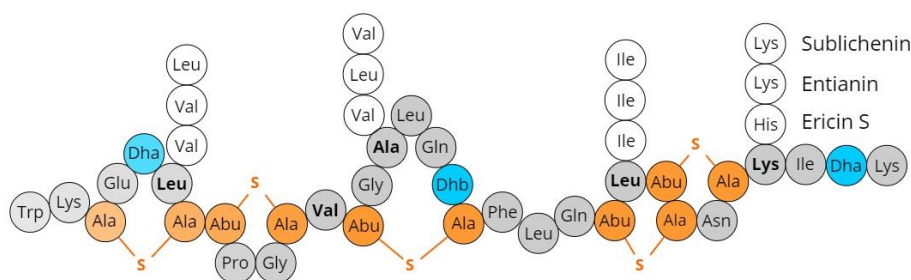 Val
Leu
Val
Val
Leu
Val
Ile
Ile
Ile
Lys Sublichenin
Lys Entianin
His Ericin S
Trp Lys Ala Glu Dha Leu Ala Abu Pro Gly Ala Val Abu Gly Ala Leu Gln Dhb Ala Phe Leu Gln Abu Leu Abu Ala Asn Ala Lys Ile Dha Lys
S S S S S